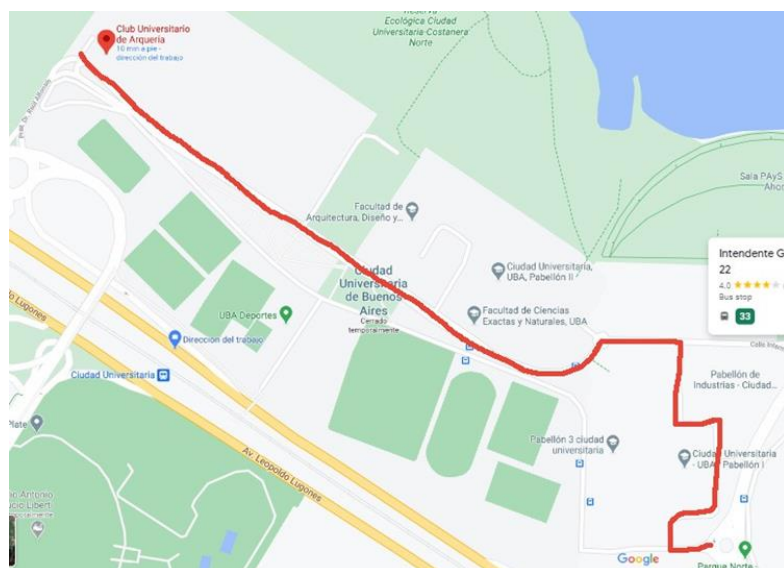 Ecológica Ciudad
Universitaria-Costanera
Norte
Club Universitario
de Arquería
10 min a pie -
dirección del trabajo
Sala PAyS
Facultad de
Arquitectura, Diseño y...
Intendente G
22
4,0
Bus stop
33
Ciudad Universitaria,
UBA, Pabellón II
Ciudad
Universitaria
de Buenos
Aires
Cerrado
temporalmente
Facultad de Ciencias
Exactas y Naturales, UBA
UBA Deportes
Dirección del trabajo
Ciudad Universitaria
Pabellón de
Industrias - Ciudad...
Pabellón 3 ciudad
universitaria
Ciudad Universitaria
- UBA, Pabellón I
Av. Leopoldo Lugones
Lugones
Plate
Google
Parque Norte -